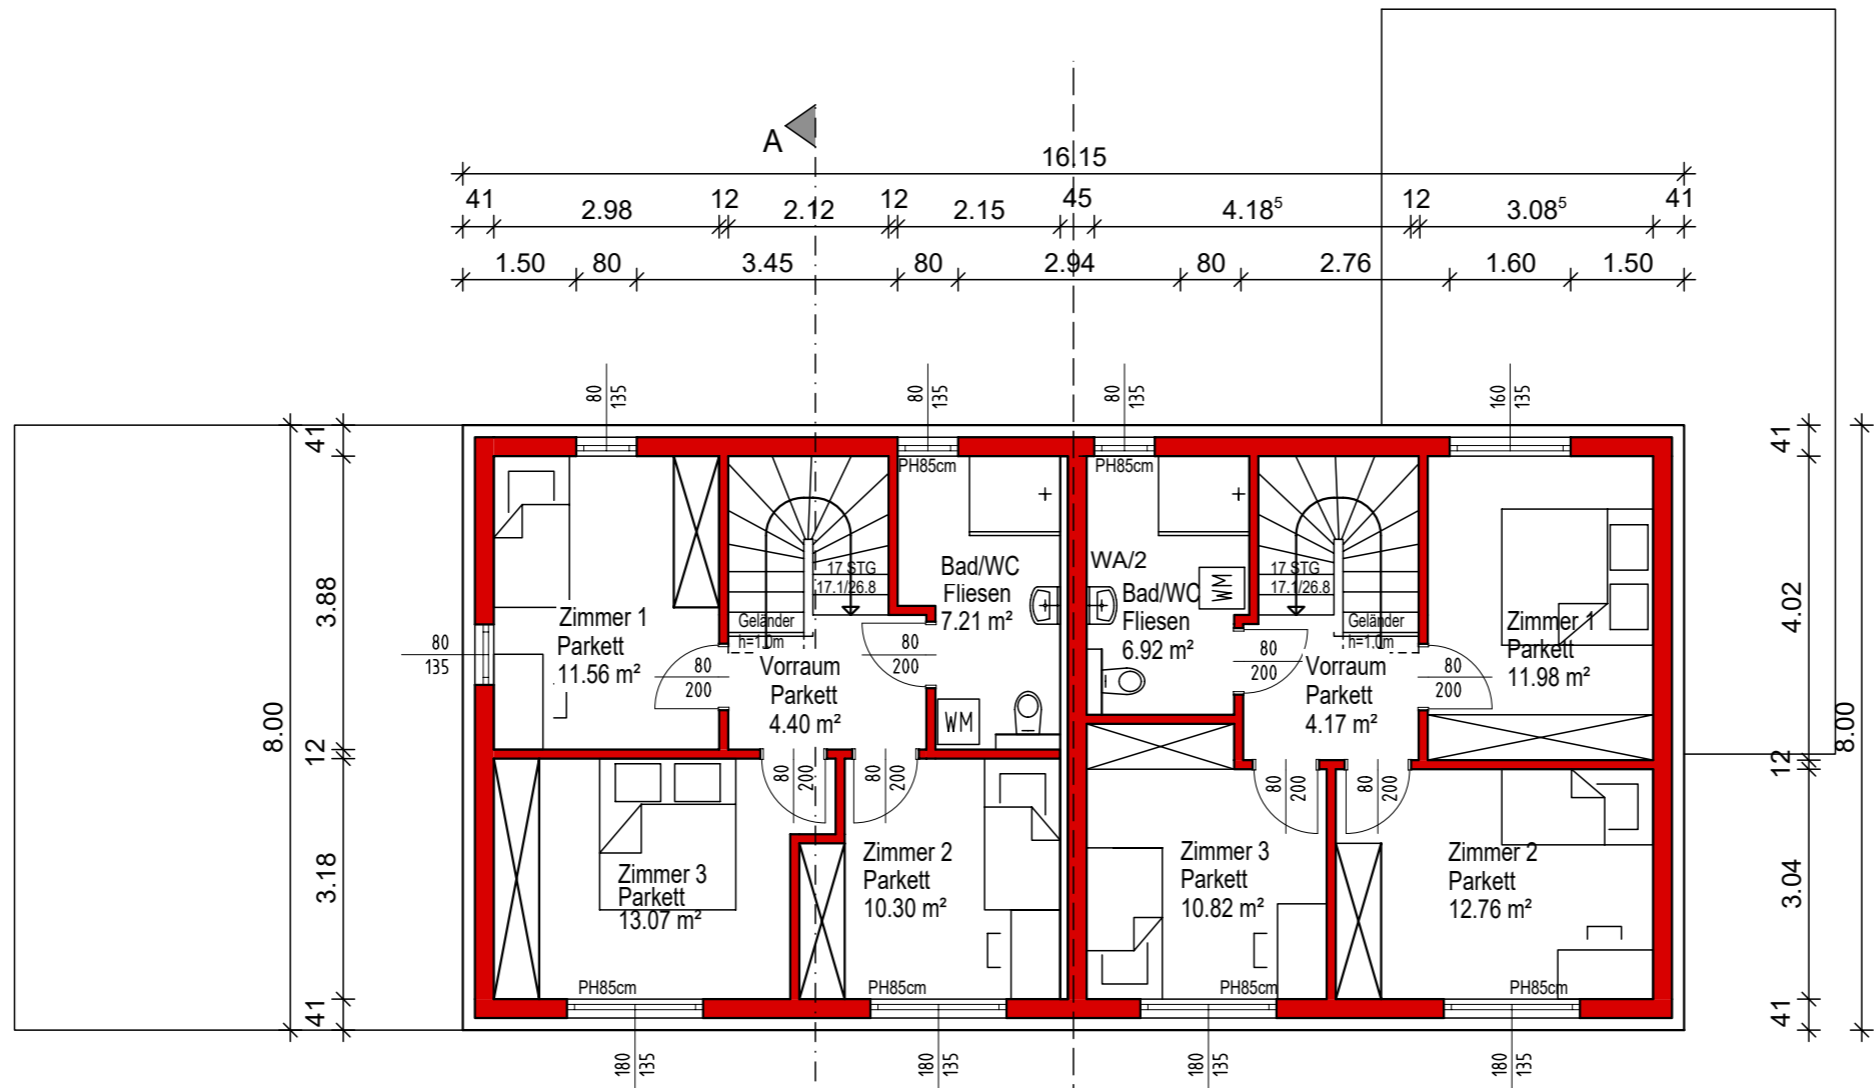 A
16.15
41 2.98 12 2.12 12 2.15 45 4.18⁵ 12 3.08⁵ 41
1.50 80 3.45 80 2.94 80 2.76 1.60 1.50
80 135
80 135
80 135
160 135
8.00
41
3.88
12
3.18
41
80
135
PH85cm
PH85cm
Zimmer 1
Parkett
11.56 m²
80
200
17 STG
17.1/26.8
Geländer
h=1.0m
Vorraum
Parkett
4.40 m²
80
200
Bad/WC
Fliesen
7.21 m²
WM
WA/2
Bad/WC
Fliesen
6.92 m²
WM
80
200
17 STG
17.1/26.8
Geländer
h=1.0m
Vorraum
Parkett
4.17 m²
80
200
Zimmer 1
Parkett
11.98 m²
80 200
80 200
80 200
80 200
Zimmer 3
Parkett
13.07 m²
PH85cm
Zimmer 2
Parkett
10.30 m²
PH85cm
Zimmer 3
Parkett
10.82 m²
PH85cm
Zimmer 2
Parkett
12.76 m²
PH85cm
41
4.02
12
3.04
41
8.00
180 135
180 135
180 135
180 135